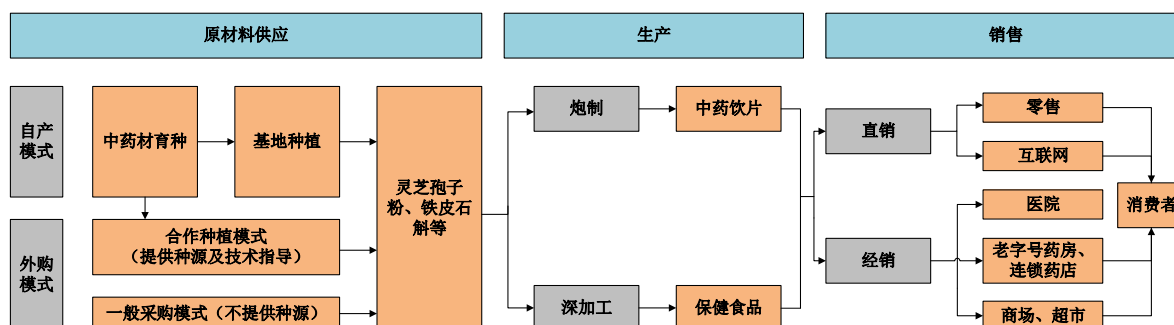 原材料供应
生产
销售
自产
模式
中药材育种
基地种植
灵芝孢子
粉、铁皮石
斛等
炮制
中药饮片
直销
零售
互联网
消费者
外购
模式
合作种植模式
（提供种源及技术指导）
一般采购模式（不提供种源）
深加工
保健食品
经销
医院
老字号药房、
连锁药店
商场、超市